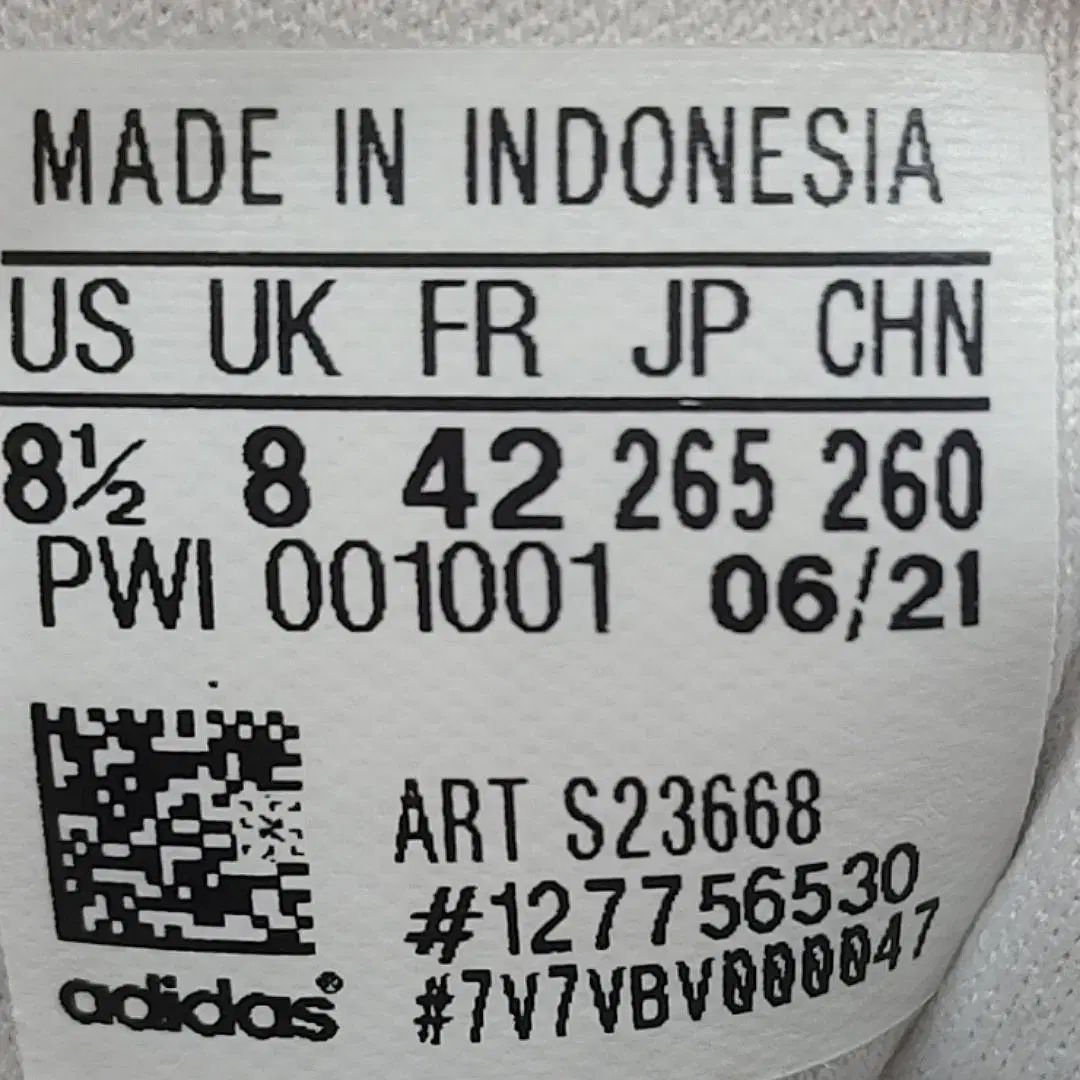 MADE IN INDONESIA
US UK FR JP CHN
8½ 8 42 265 260
PWI 001001 06/21
ART S23668
#127756530
#7V7VBV0000047
adidas®